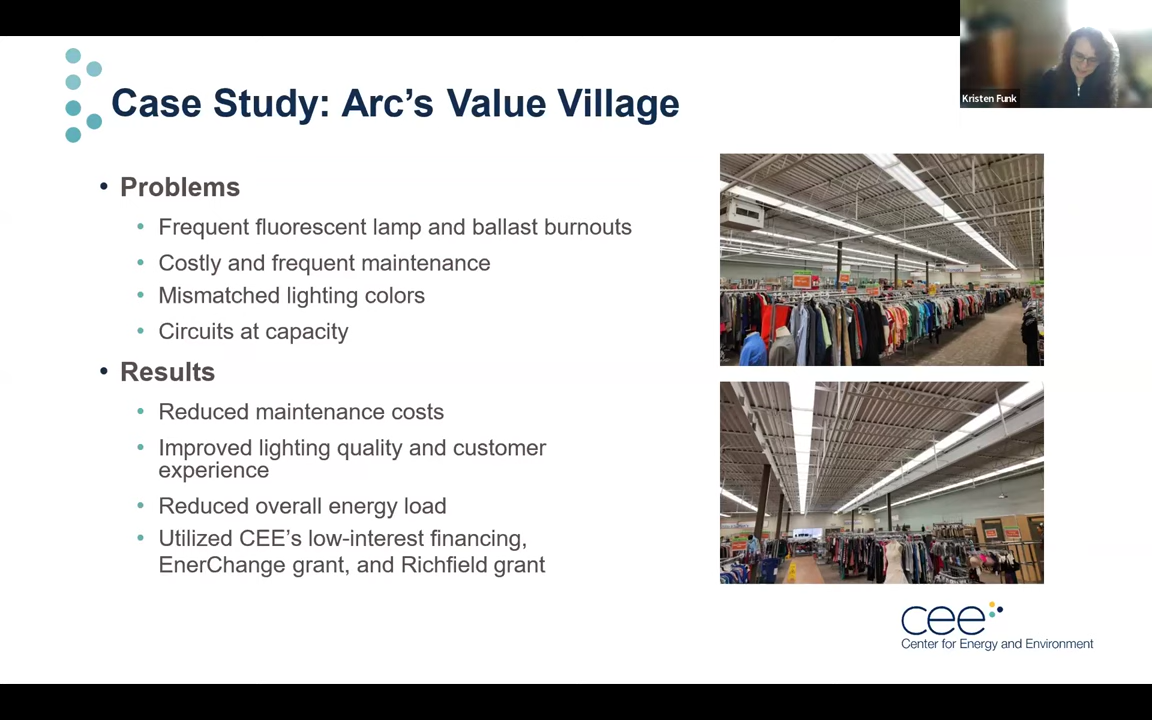 Kristen Funk
Case Study: Arc’s Value Village
• Problems
• Frequent fluorescent lamp and ballast burnouts
• Costly and frequent maintenance
• Mismatched lighting colors
• Circuits at capacity
• Results
• Reduced maintenance costs
• Improved lighting quality and customer
experience
• Reduced overall energy load
• Utilized CEE’s low-interest financing,
EnerChange grant, and Richfield grant
cee
Center for Energy and Environment